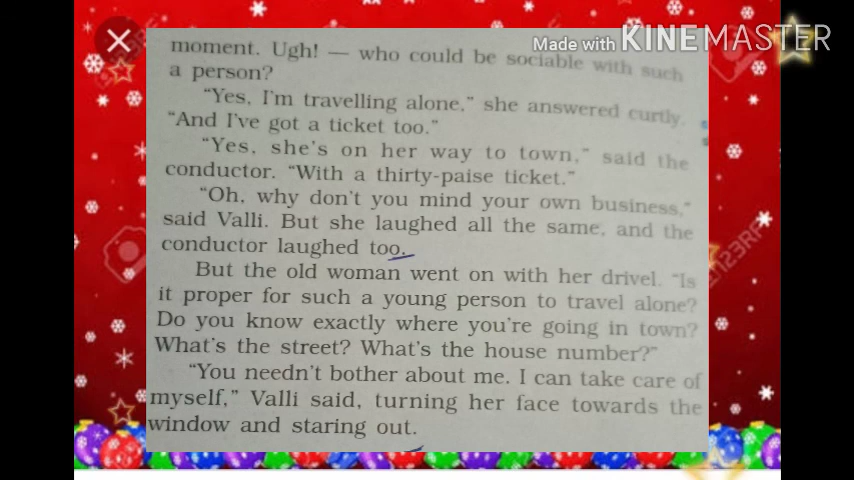 Made with KINEMASTER
moment. Ugh! — who could be sociable with such
a person?
"Yes, I'm travelling alone," she answered curtly.
"And I've got a ticket too."
"Yes, she's on her way to town," said the
conductor. "With a thirty-paise ticket."
"Oh, why don't you mind your own business,"
said Valli. But she laughed all the same, and the
conductor laughed too.
But the old woman went on with her drivel. "Is
it proper for such a young person to travel alone?
Do you know exactly where you're going in town?
What's the street? What's the house number?"
"You needn't bother about me. I can take care of
myself," Valli said, turning her face towards the
window and staring out.